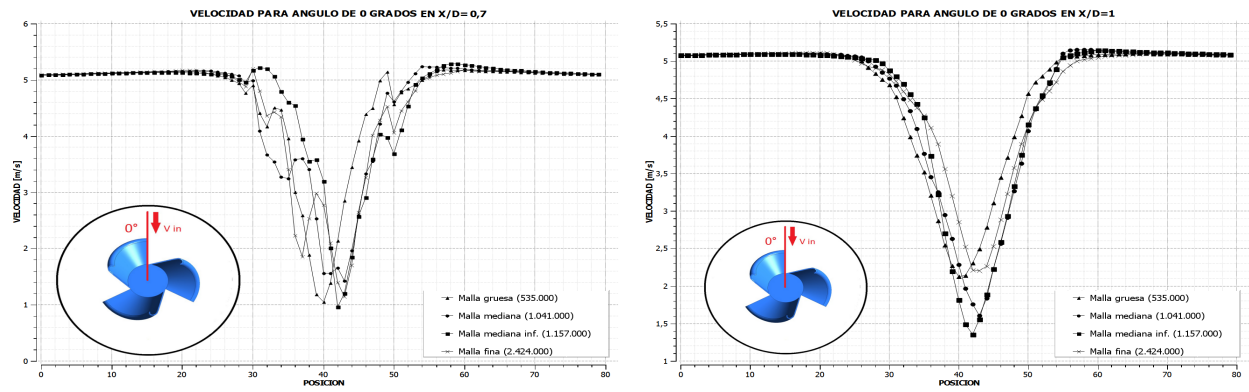 VELOCIDAD PARA ANGULO DE 0 GRADOS EN X/D= 0,7
6
5
4
3
2
1
0
VELOCIDAD [m/s]
0°
V in
Malla gruesa (535.000)
Malla mediana (1.041.000)
Malla mediana inf. (1.157.000)
Malla fina (2.424.000)
0 10 20 30 40 50 60 70 80
POSICION
VELOCIDAD PARA ANGULO DE 0 GRADOS EN X/D=1
5,5
5
4,5
4
3,5
3
2,5
2
1,5
1
VELOCIDAD [m/s]
0°
V in
Malla gruesa (535.000)
Malla mediana (1.041.000)
Malla mediana inf. (1.157.000)
Malla fina (2.424.000)
0 10 20 30 40 50 60 70 80
POSICION